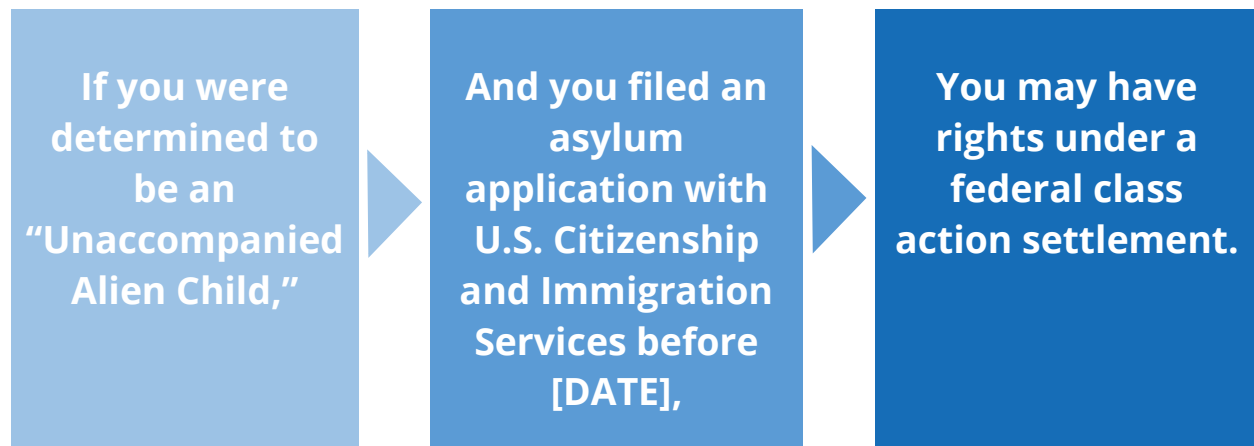 If you were
determined to
be an
“Unaccompanied
Alien Child,”
And you filed an
asylum
application with
U.S. Citizenship
and Immigration
Services before
[DATE],
You may have
rights under a
federal class
action settlement.